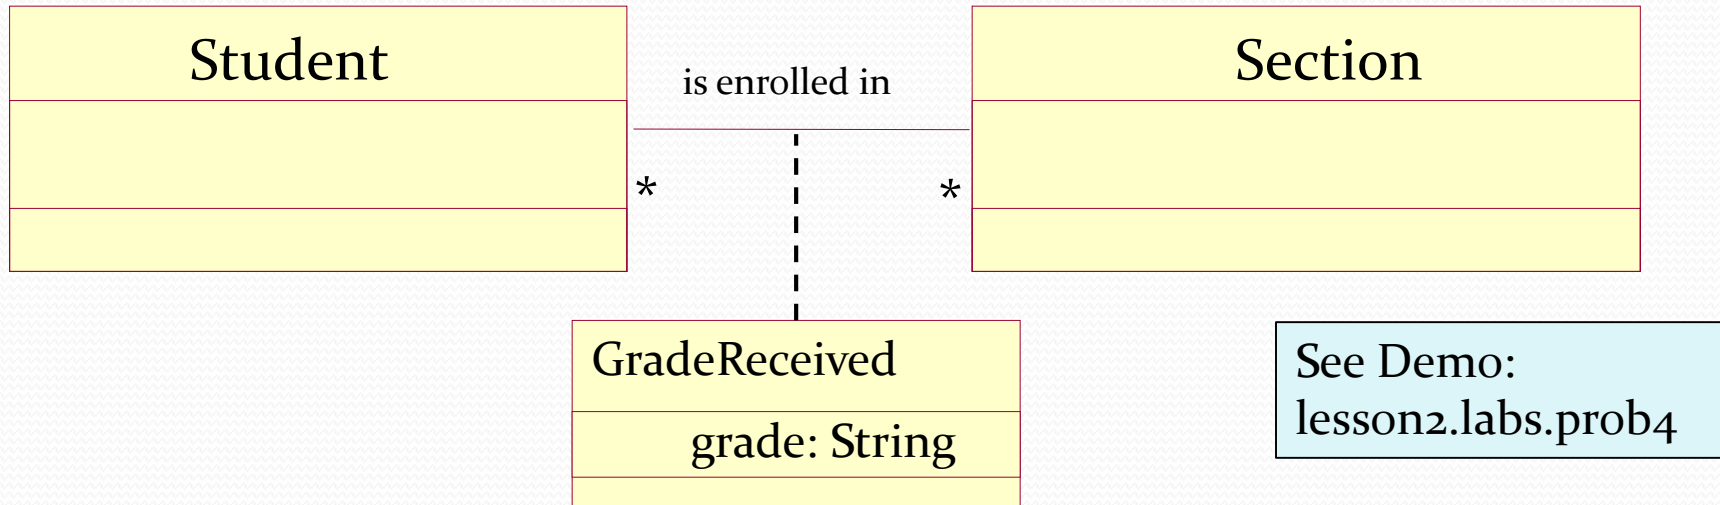 Student
is enrolled in
Section
*
*
GradeReceived
grade: String
See Demo:
lesson2.labs.prob4